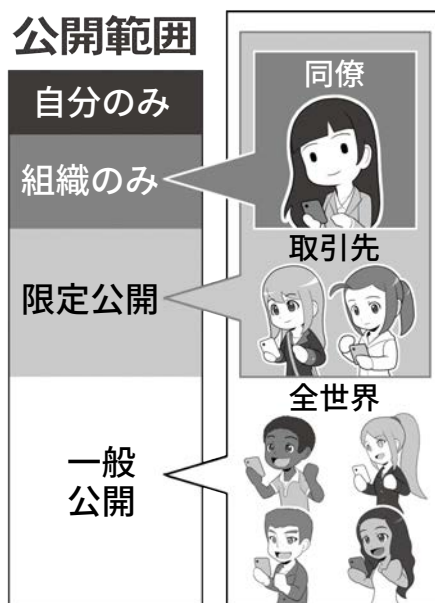 公開範囲
自分のみ
組織のみ
限定公開
一般
公開
同僚
取引先
全世界